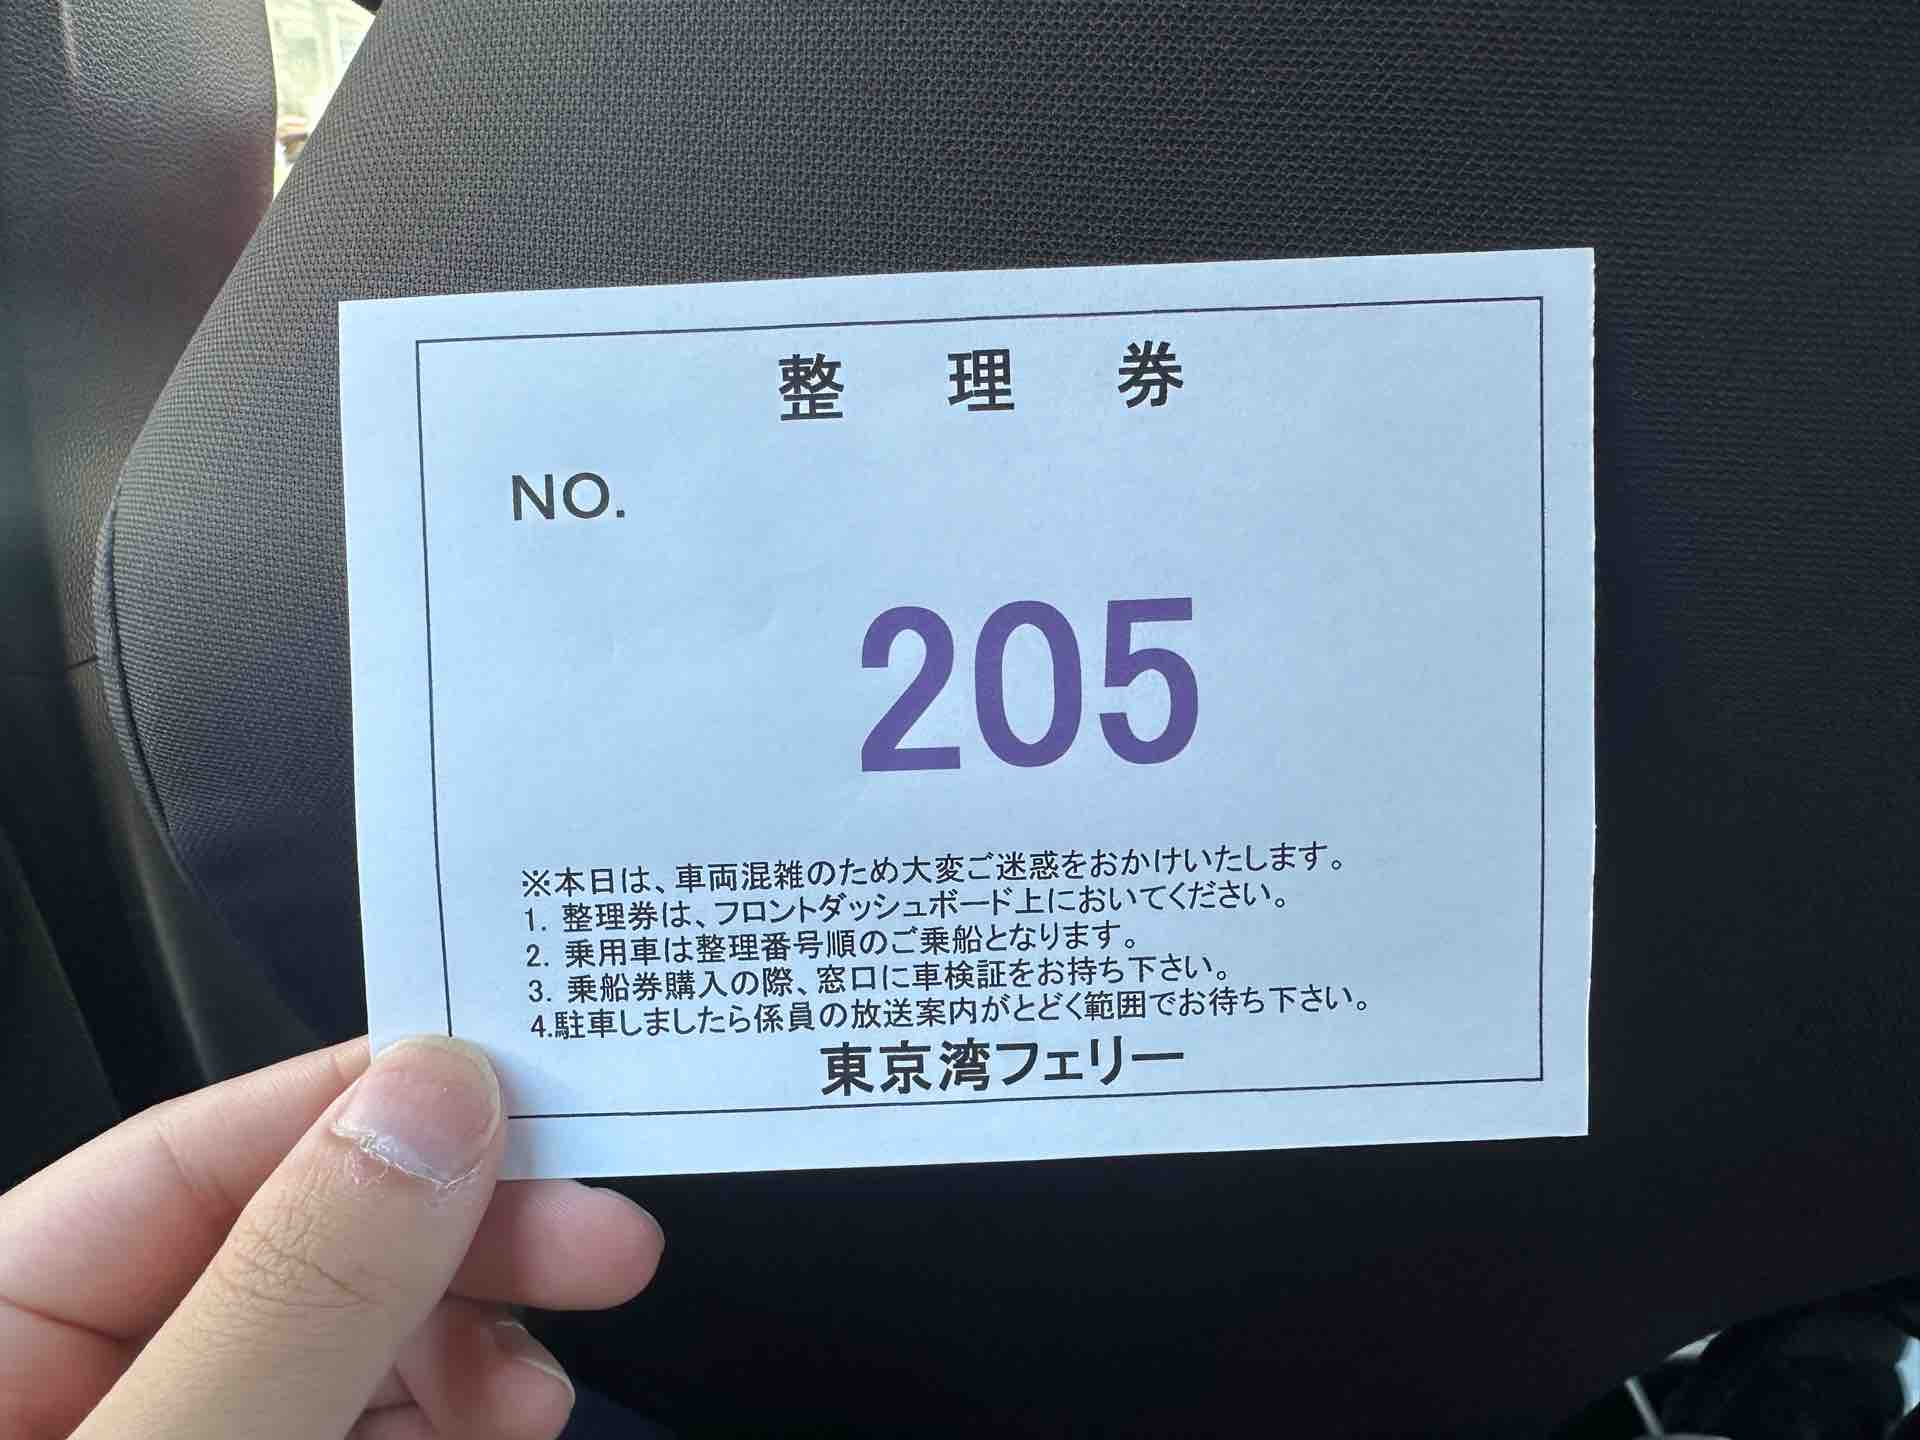 整理券
NO.
205
※本日は、車両混雑のため大変ご迷惑をおかけいたします。
1. 整理券は、フロントダッシュボード上においてください。
2. 乗用車は整理番号順のご乗船となります。
3. 乗船券購入の際、窓口に車検証をお持ち下さい。
4.駐車しましたら係員の放送案内がとどく範囲でお待ち下さい。
東京湾フェリー